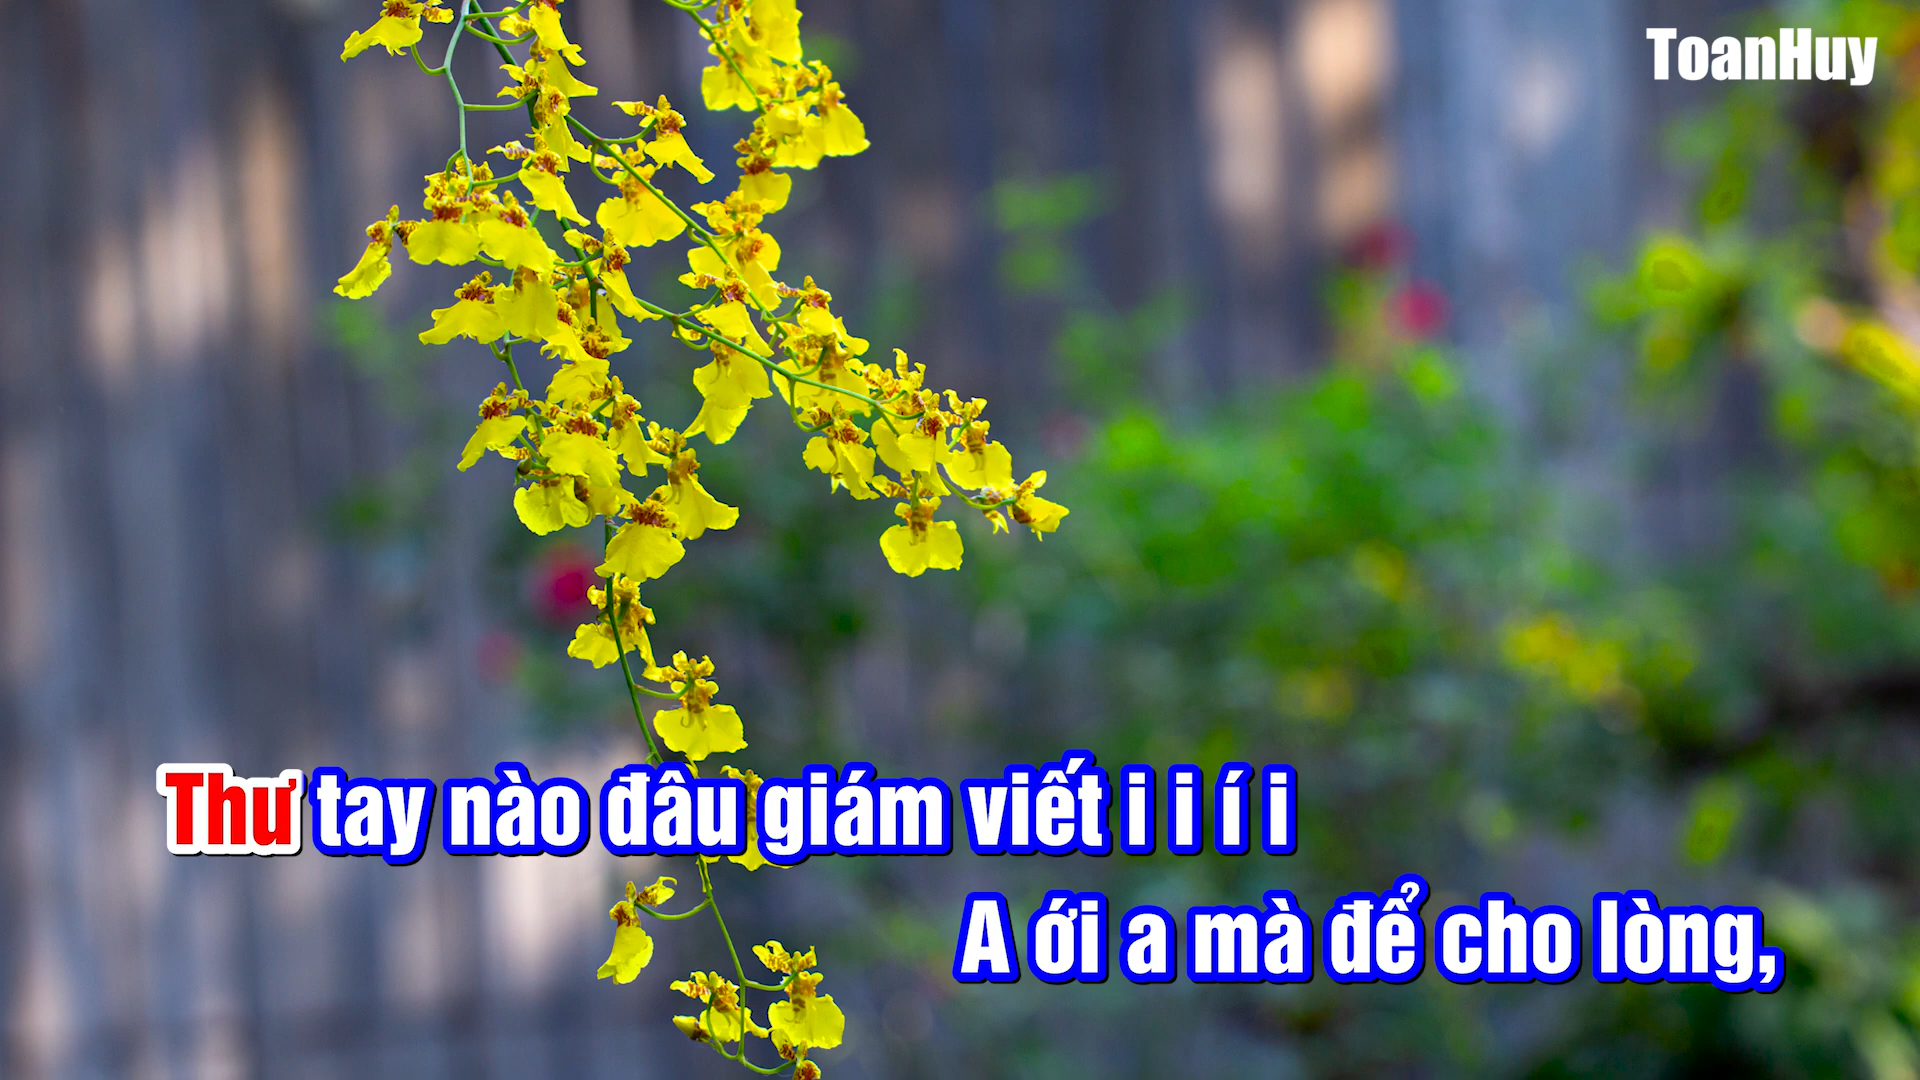 ToanHuy
Thư tay nào đâu giám viết i i í i
A ới a mà để cho lòng,